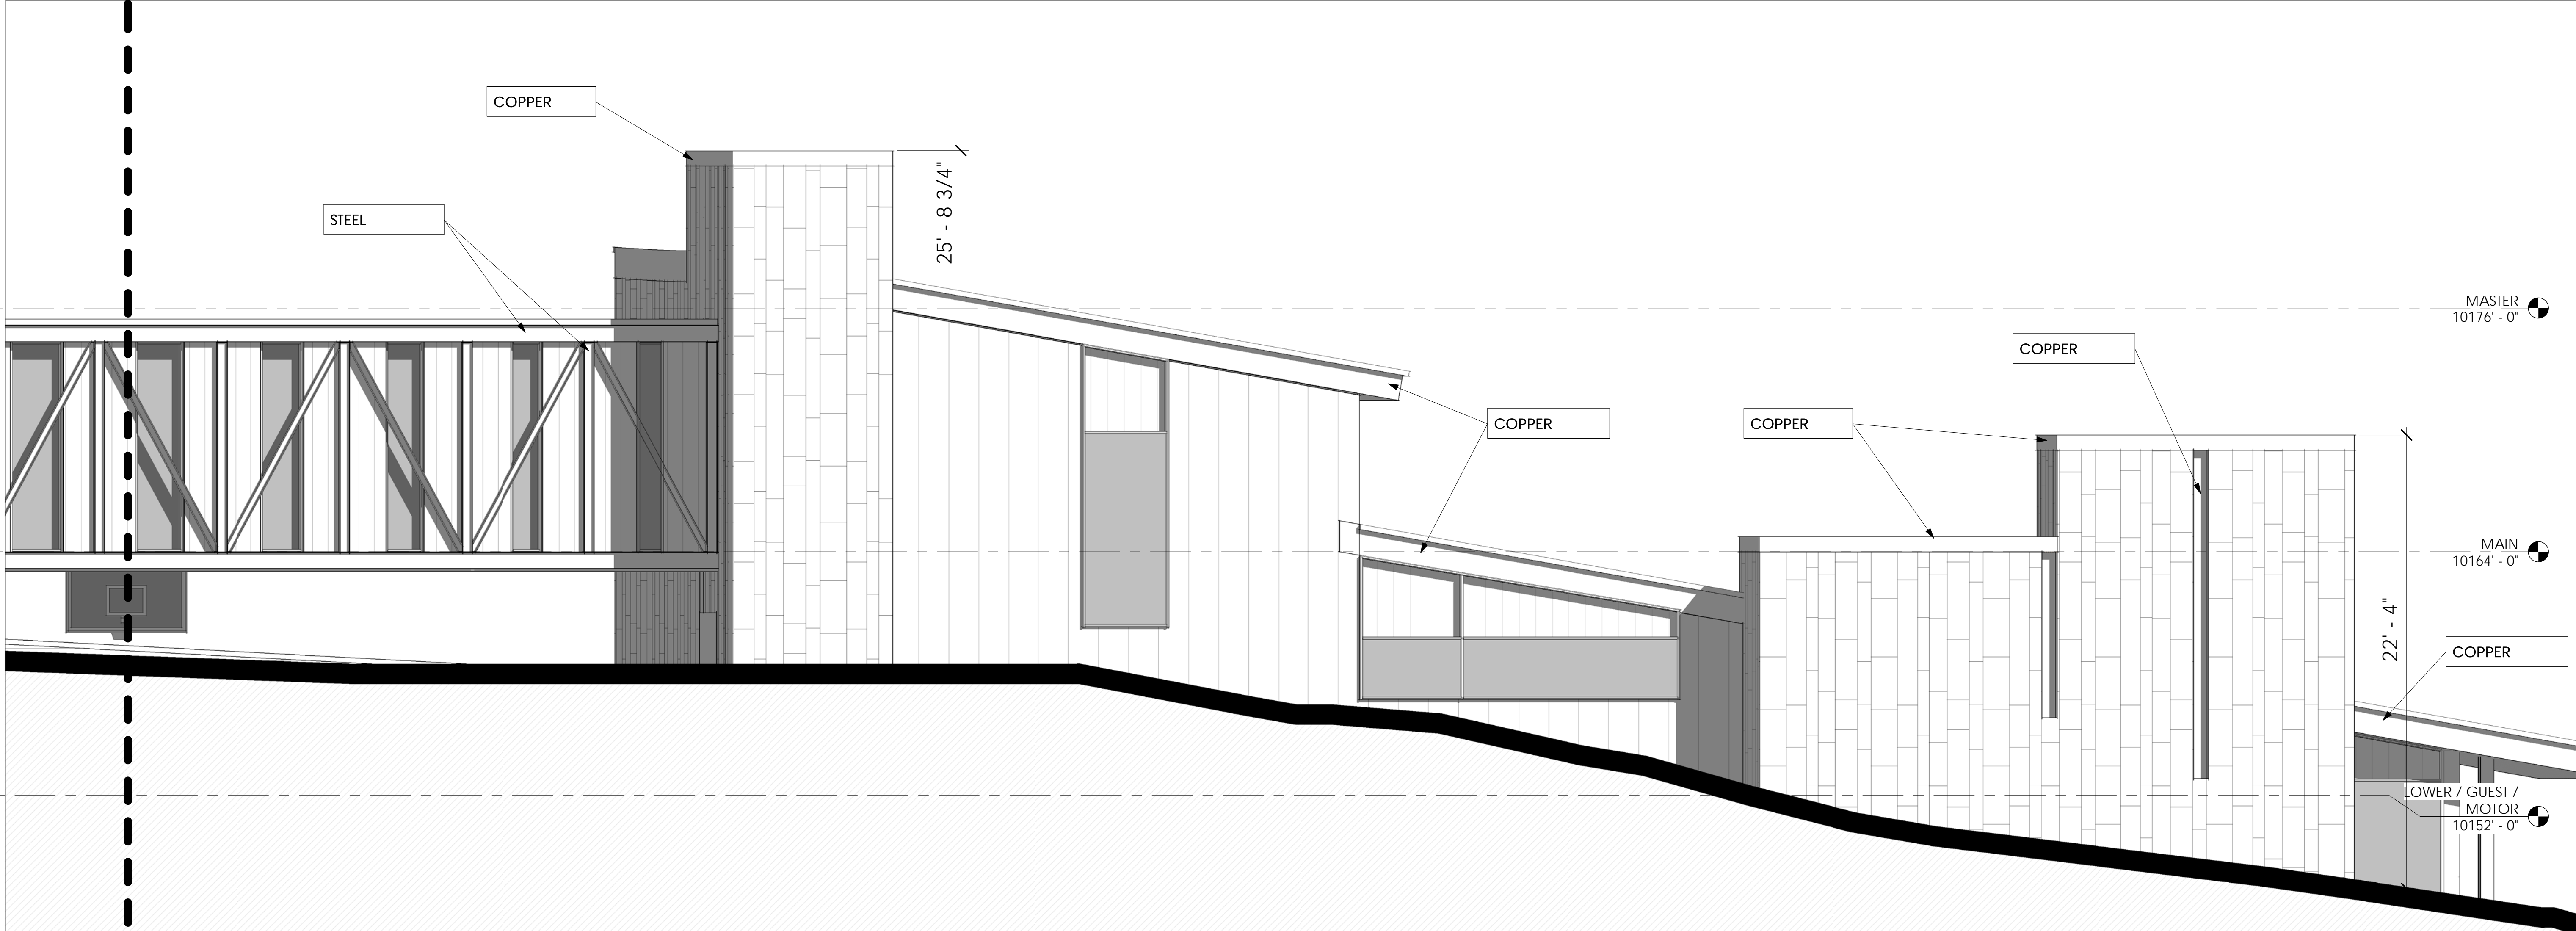 COPPER
25' - 8 3/4"
STEEL
MASTER
10176' - 0"
COPPER
COPPER
COPPER
MAIN
10164' - 0"
22' - 4"
COPPER
LOWER / GUEST /
MOTOR
10152' - 0"